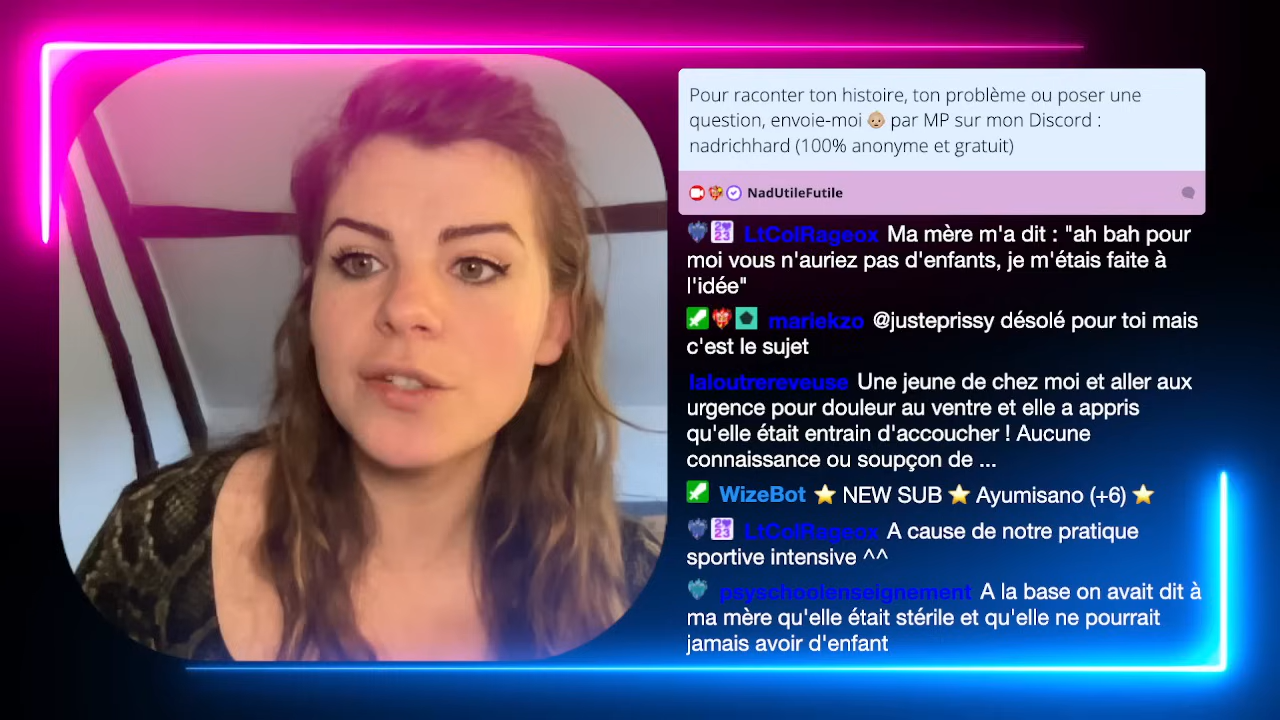 Pour raconter ton histoire, ton problème ou poser une
question, envoie-moi 👶🏼 par MP sur mon Discord :
nadrichhard (100% anonyme et gratuit)
NadUtileFutile
LtColRageox Ma mère m'a dit : "ah bah pour
moi vous n'auriez pas d'enfants, je m'étais faite à
l'idée"
mariekzo @justeprissy désolé pour toi mais
c'est le sujet
laloutrereveuse Une jeune de chez moi et aller aux
urgence pour douleur au ventre et elle a appris
qu'elle était entrain d'accoucher ! Aucune
connaissance ou soupçon de ...
WizeBot ⭐ NEW SUB ⭐ Ayumisano (+6) ⭐
LtColRageox A cause de notre pratique
sportive intensive ^^
psyschoolenseignement A la base on avait dit à
ma mère qu'elle était stérile et qu'elle ne pourrait
jamais avoir d'enfant